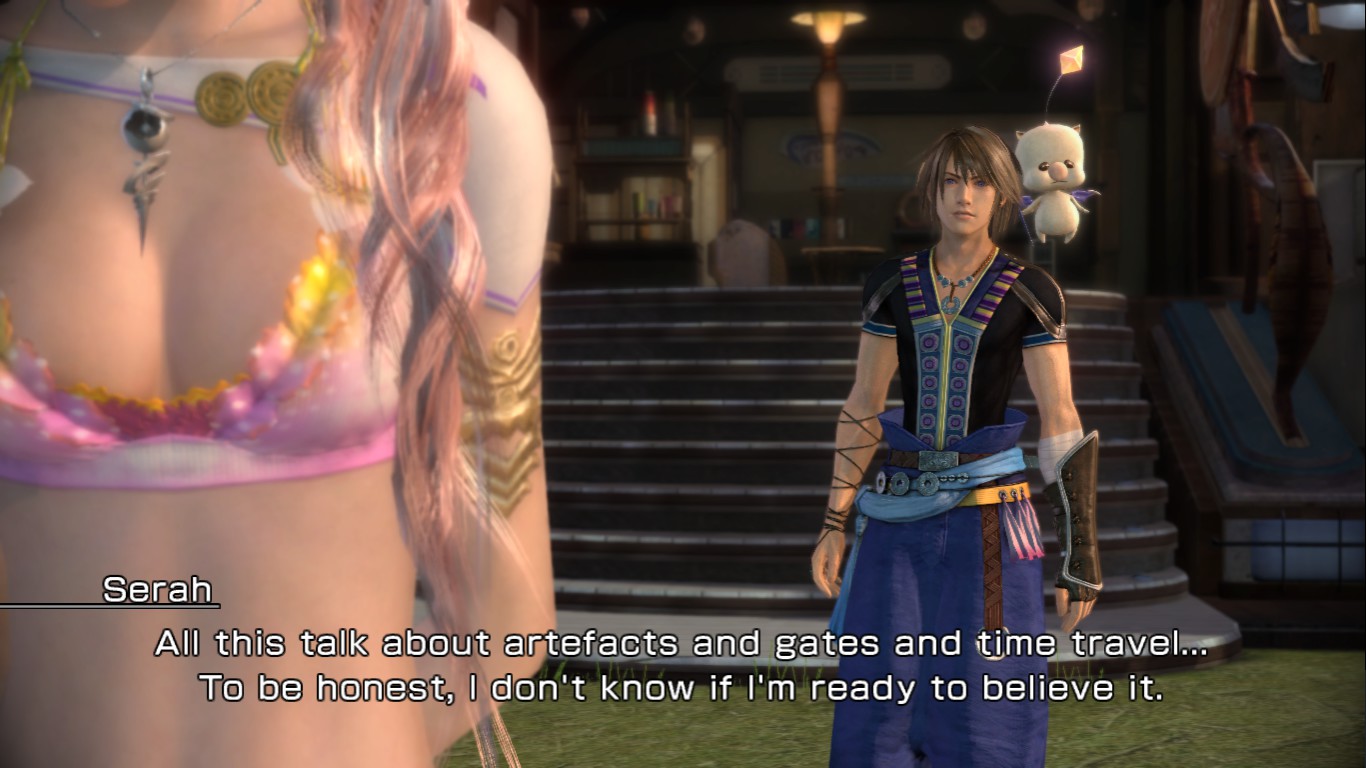 Serah
All this talk about artefacts and gates and time travel...
To be honest, I don't know if I'm ready to believe it.